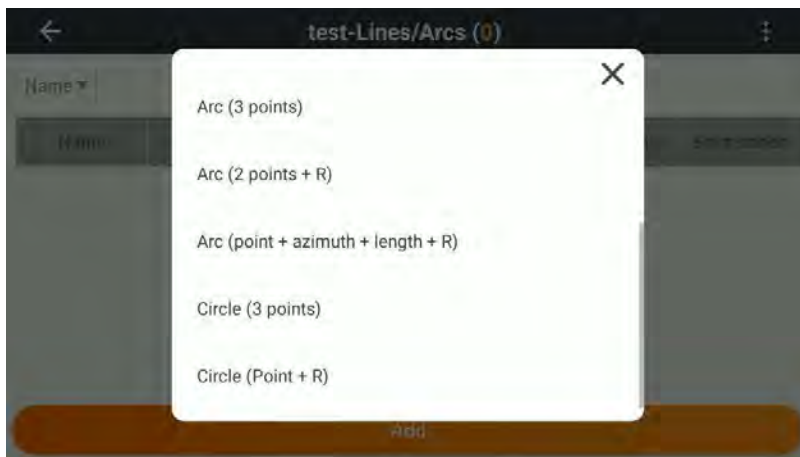 test-Lines/Arcs (0)
Name
Arc (3 points)
Arc (2 points + R)
Arc (point + azimuth + length + R)
Circle (3 points)
Circle (Point + R)
Add